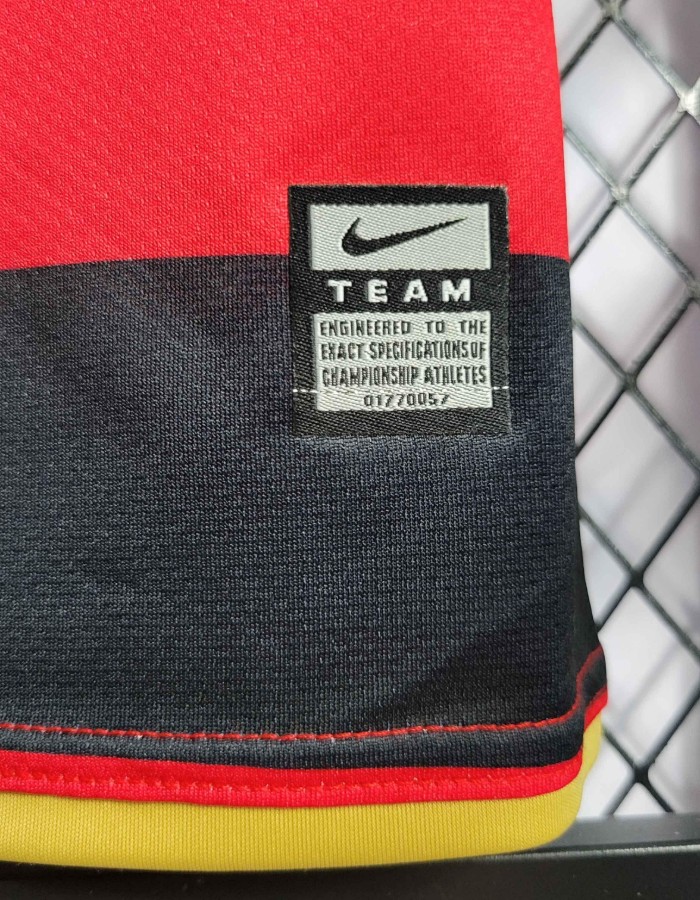 TEAM
ENGINEERED TO THE
EXACT SPECIFICATIONS OF
CHAMPIONSHIP ATHLETES
01770057